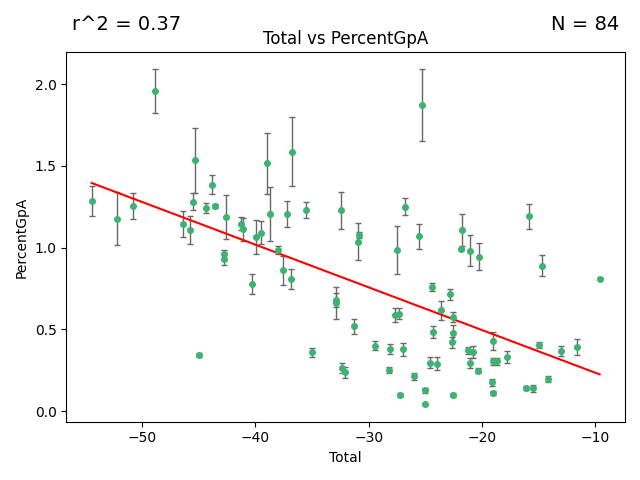 r^2 = 0.37
N = 84
Total vs PercentGpA
PercentGpA
2.0
1.5
1.0
0.5
0.0
−50
−40
−30
−20
−10
Total